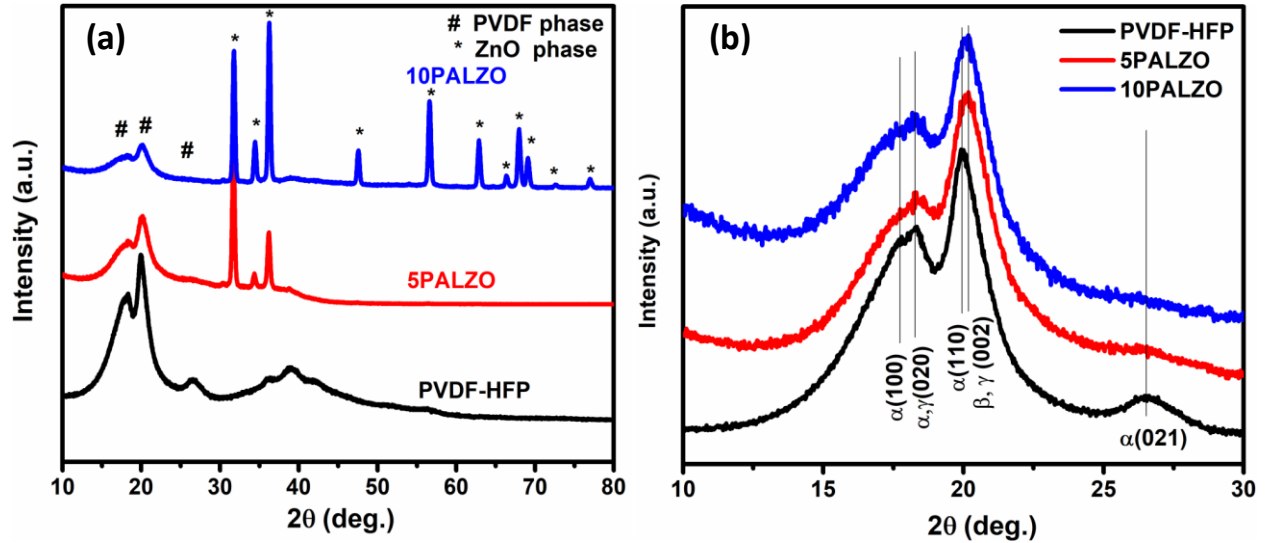 (a)
# PVDF phase
* ZnO phase
10PALZO
# # #
* * * * * * * * * * *
5PALZO
PVDF-HFP
Intensity (a.u.)
10 20 30 40 50 60 70 80
2θ (deg.)
(b)
PVDF-HFP
5PALZO
10PALZO
α(100)
α,γ(020)
α(110)
β, γ (002)
α(021)
Intensity (a.u.)
10 15 20 25 30
2θ (deg.)